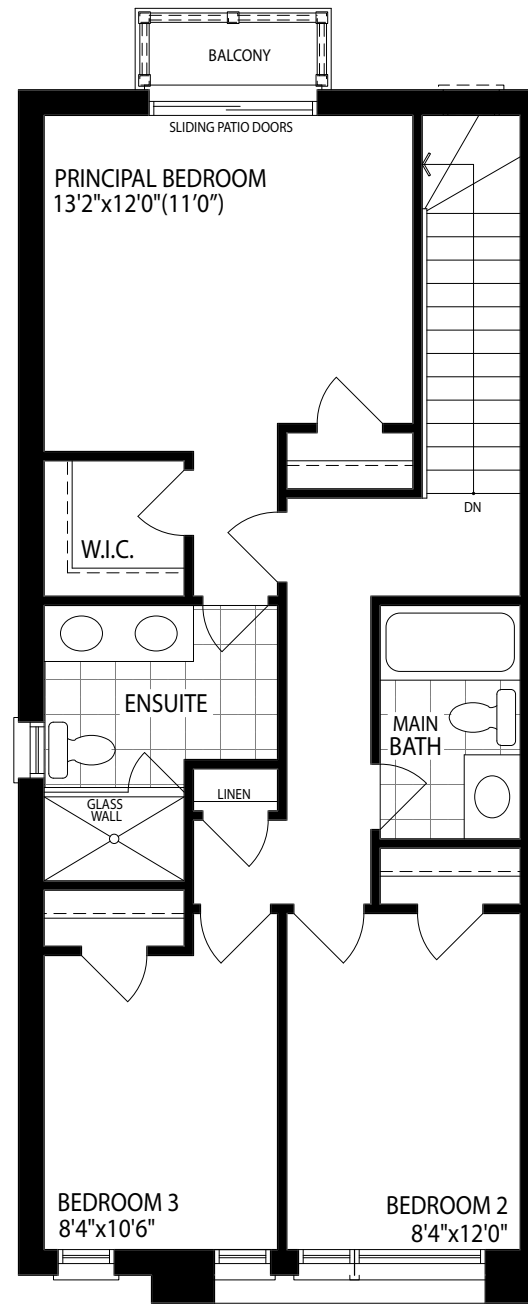 BALCONY
SLIDING PATIO DOORS
PRINCIPAL BEDROOM
13'2"x12'0"(11'0")
DN
W.I.C.
ENSUITE
MAIN
BATH
LINEN
GLASS
WALL
BEDROOM 3
8'4"x10'6"
BEDROOM 2
8'4"x12'0"